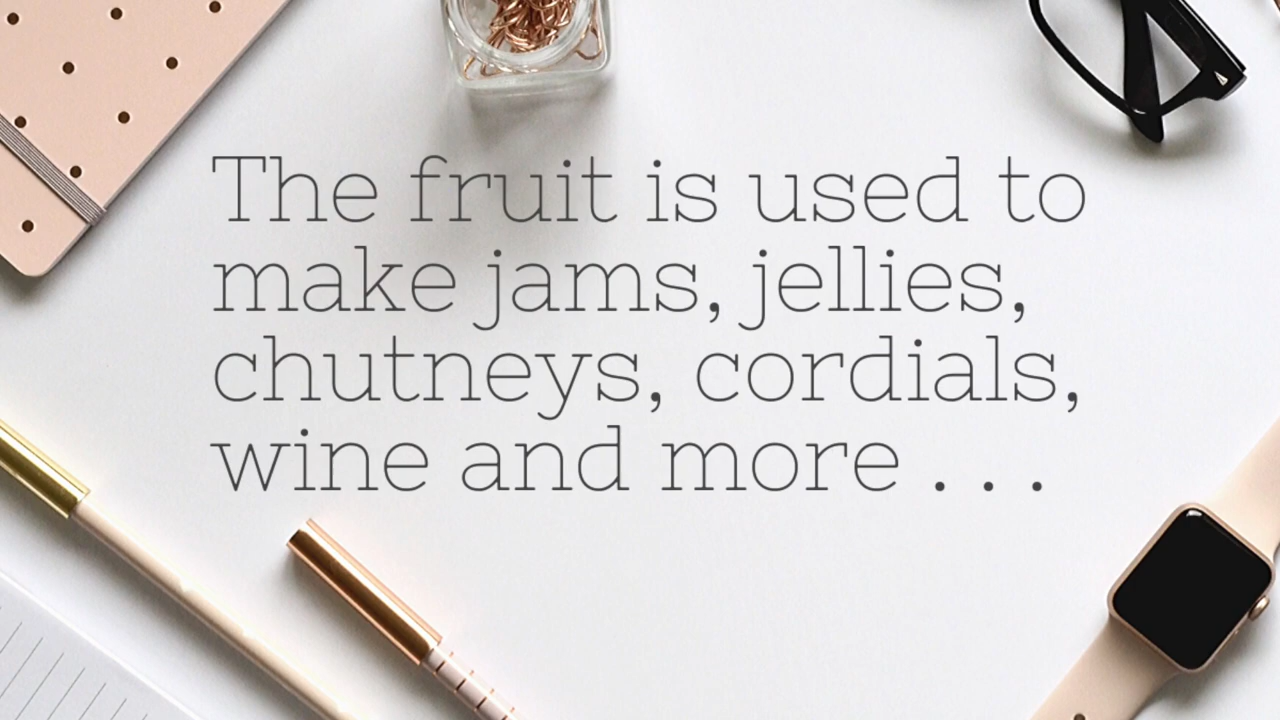 The fruit is used to
make jams, jellies,
chutneys, cordials,
wine and more . . .